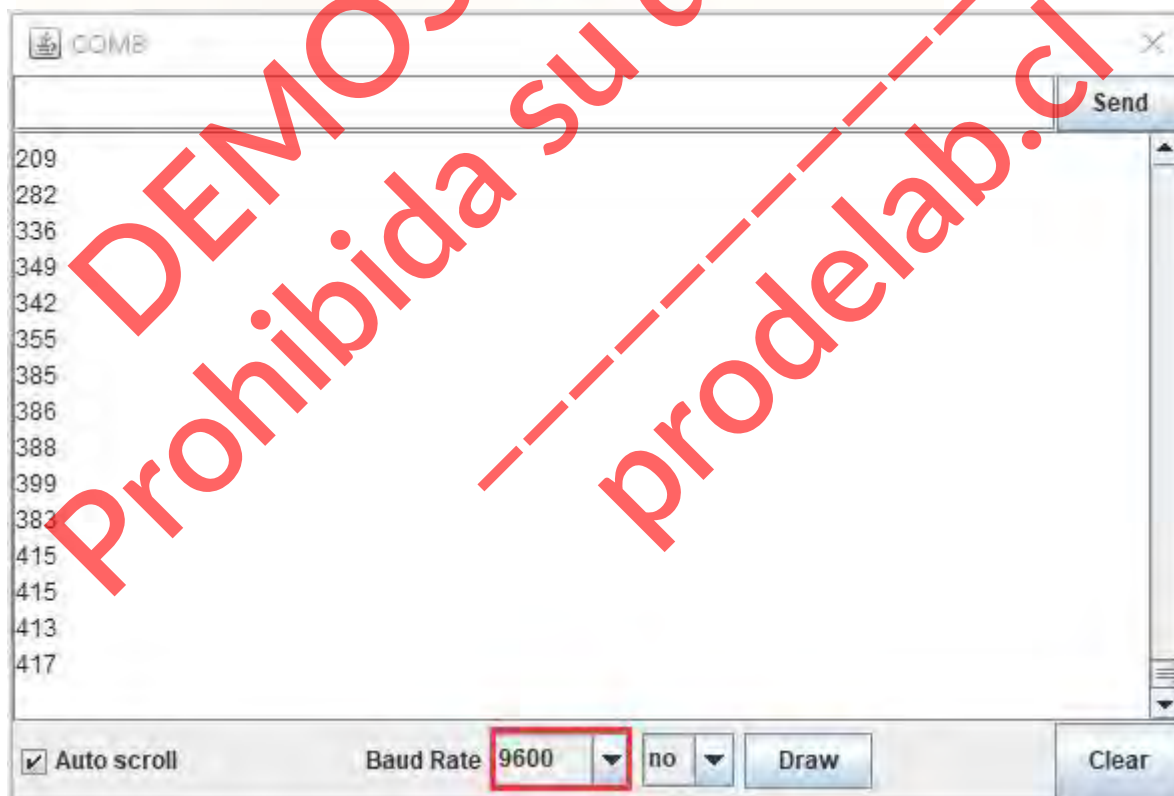 COM8
Send
209
282
336
349
342
355
385
386
388
399
383
415
415
413
417
Auto scroll
Baud Rate 9600 no Draw
Clear
DEMOS
Prohibida su
prodelab.cl